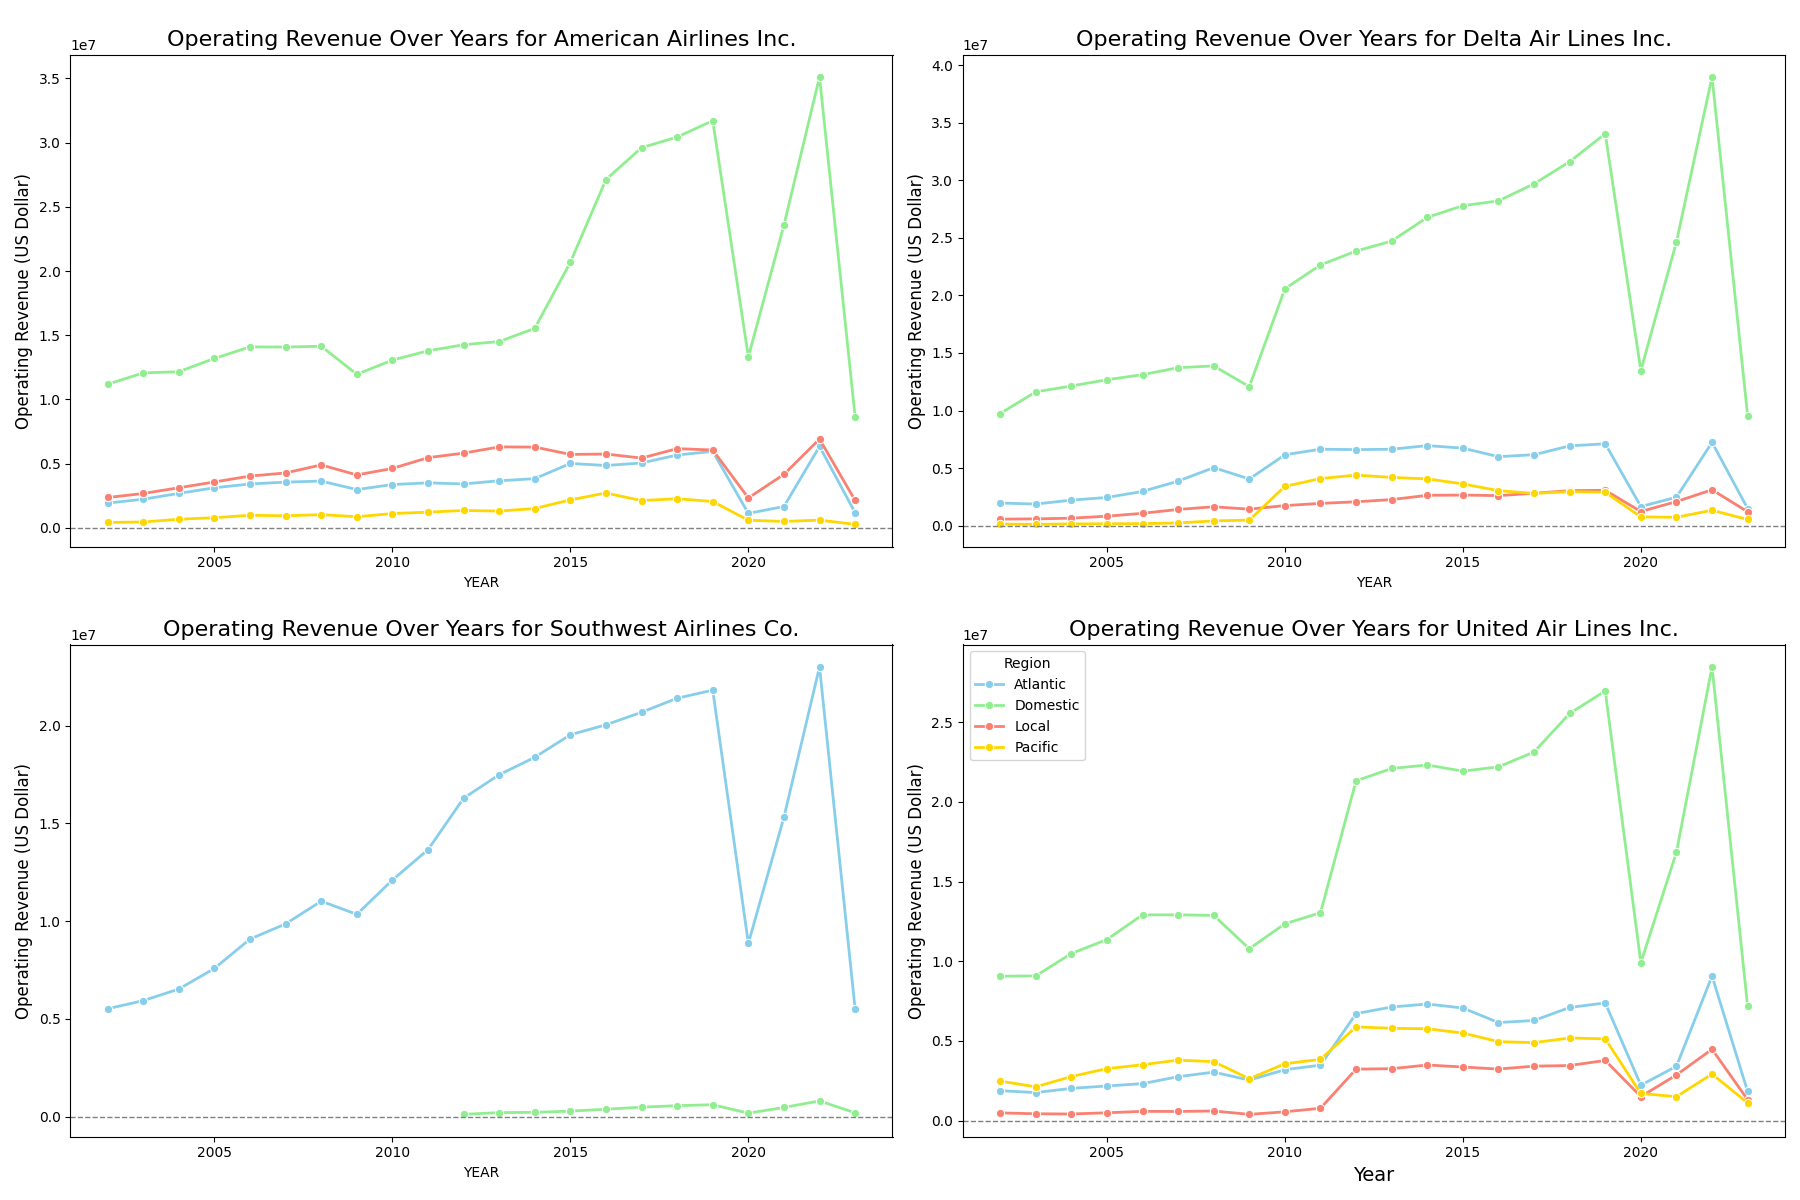 Operating Revenue Over Years for American Airlines Inc.
1e7
Operating Revenue (US Dollar)
3.5
3.0
2.5
2.0
1.5
1.0
0.5
0.0
2005 2010 2015 2020
YEAR
Operating Revenue Over Years for Delta Air Lines Inc.
1e7
Operating Revenue (US Dollar)
4.0
3.5
3.0
2.5
2.0
1.5
1.0
0.5
0.0
2005 2010 2015 2020
YEAR
Operating Revenue Over Years for Southwest Airlines Co.
1e7
Operating Revenue (US Dollar)
2.0
1.5
1.0
0.5
0.0
2005 2010 2015 2020
YEAR
Operating Revenue Over Years for United Air Lines Inc.
1e7
Operating Revenue (US Dollar)
Region
Atlantic
Domestic
Local
Pacific
2.5
2.0
1.5
1.0
0.5
0.0
2005 2010 2015 2020
Year